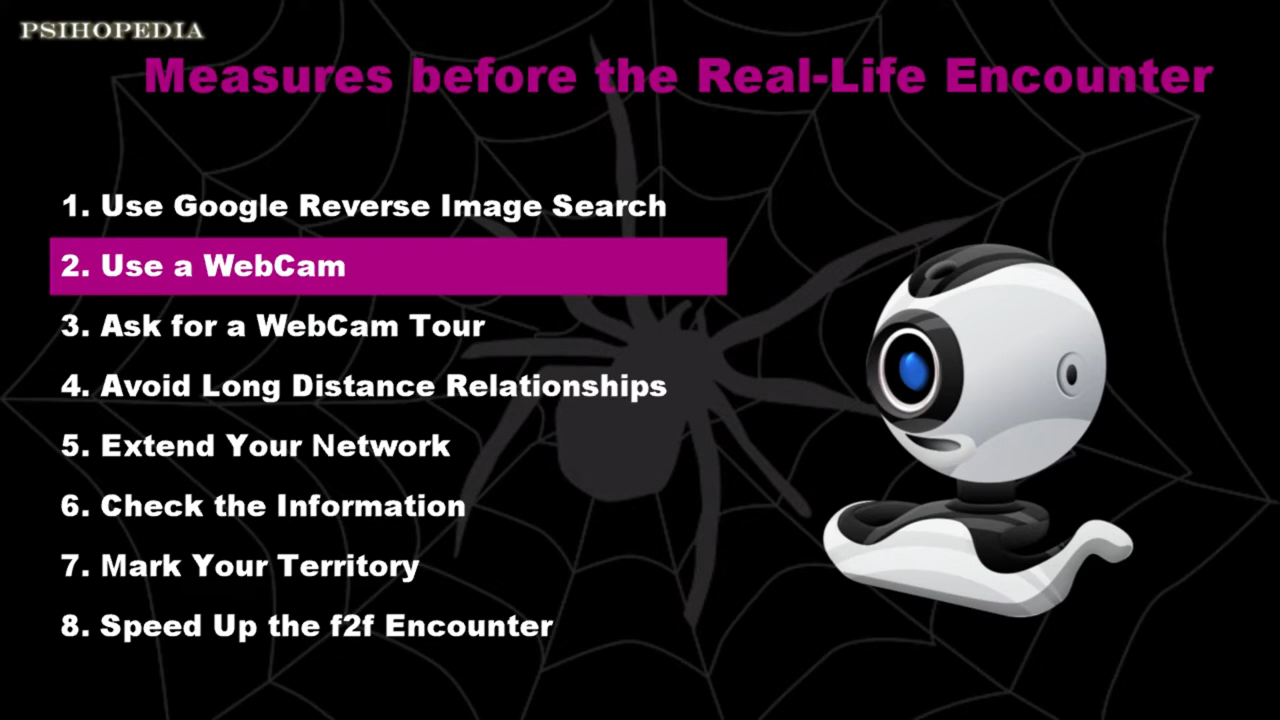 PSIHOPEDIA
Measures before the Real-Life Encounter
1. Use Google Reverse Image Search
2. Use a WebCam
3. Ask for a WebCam Tour
4. Avoid Long Distance Relationships
5. Extend Your Network
6. Check the Information
7. Mark Your Territory
8. Speed Up the f2f Encounter